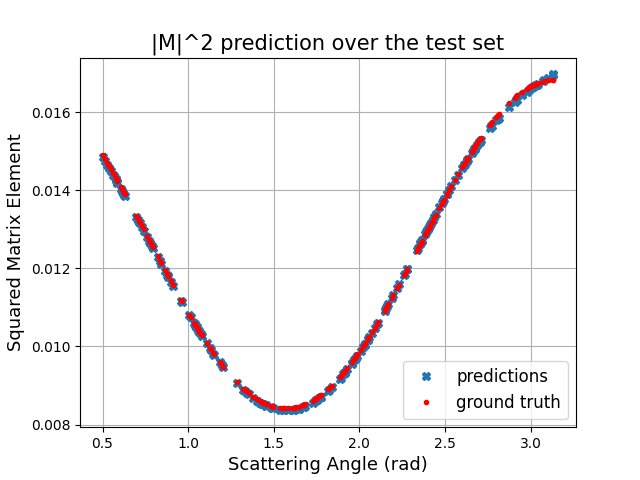 |M|^2 prediction over the test set
Squared Matrix Element
0.016
0.014
0.012
0.010
0.008
predictions
ground truth
0.5 1.0 1.5 2.0 2.5 3.0
Scattering Angle (rad)